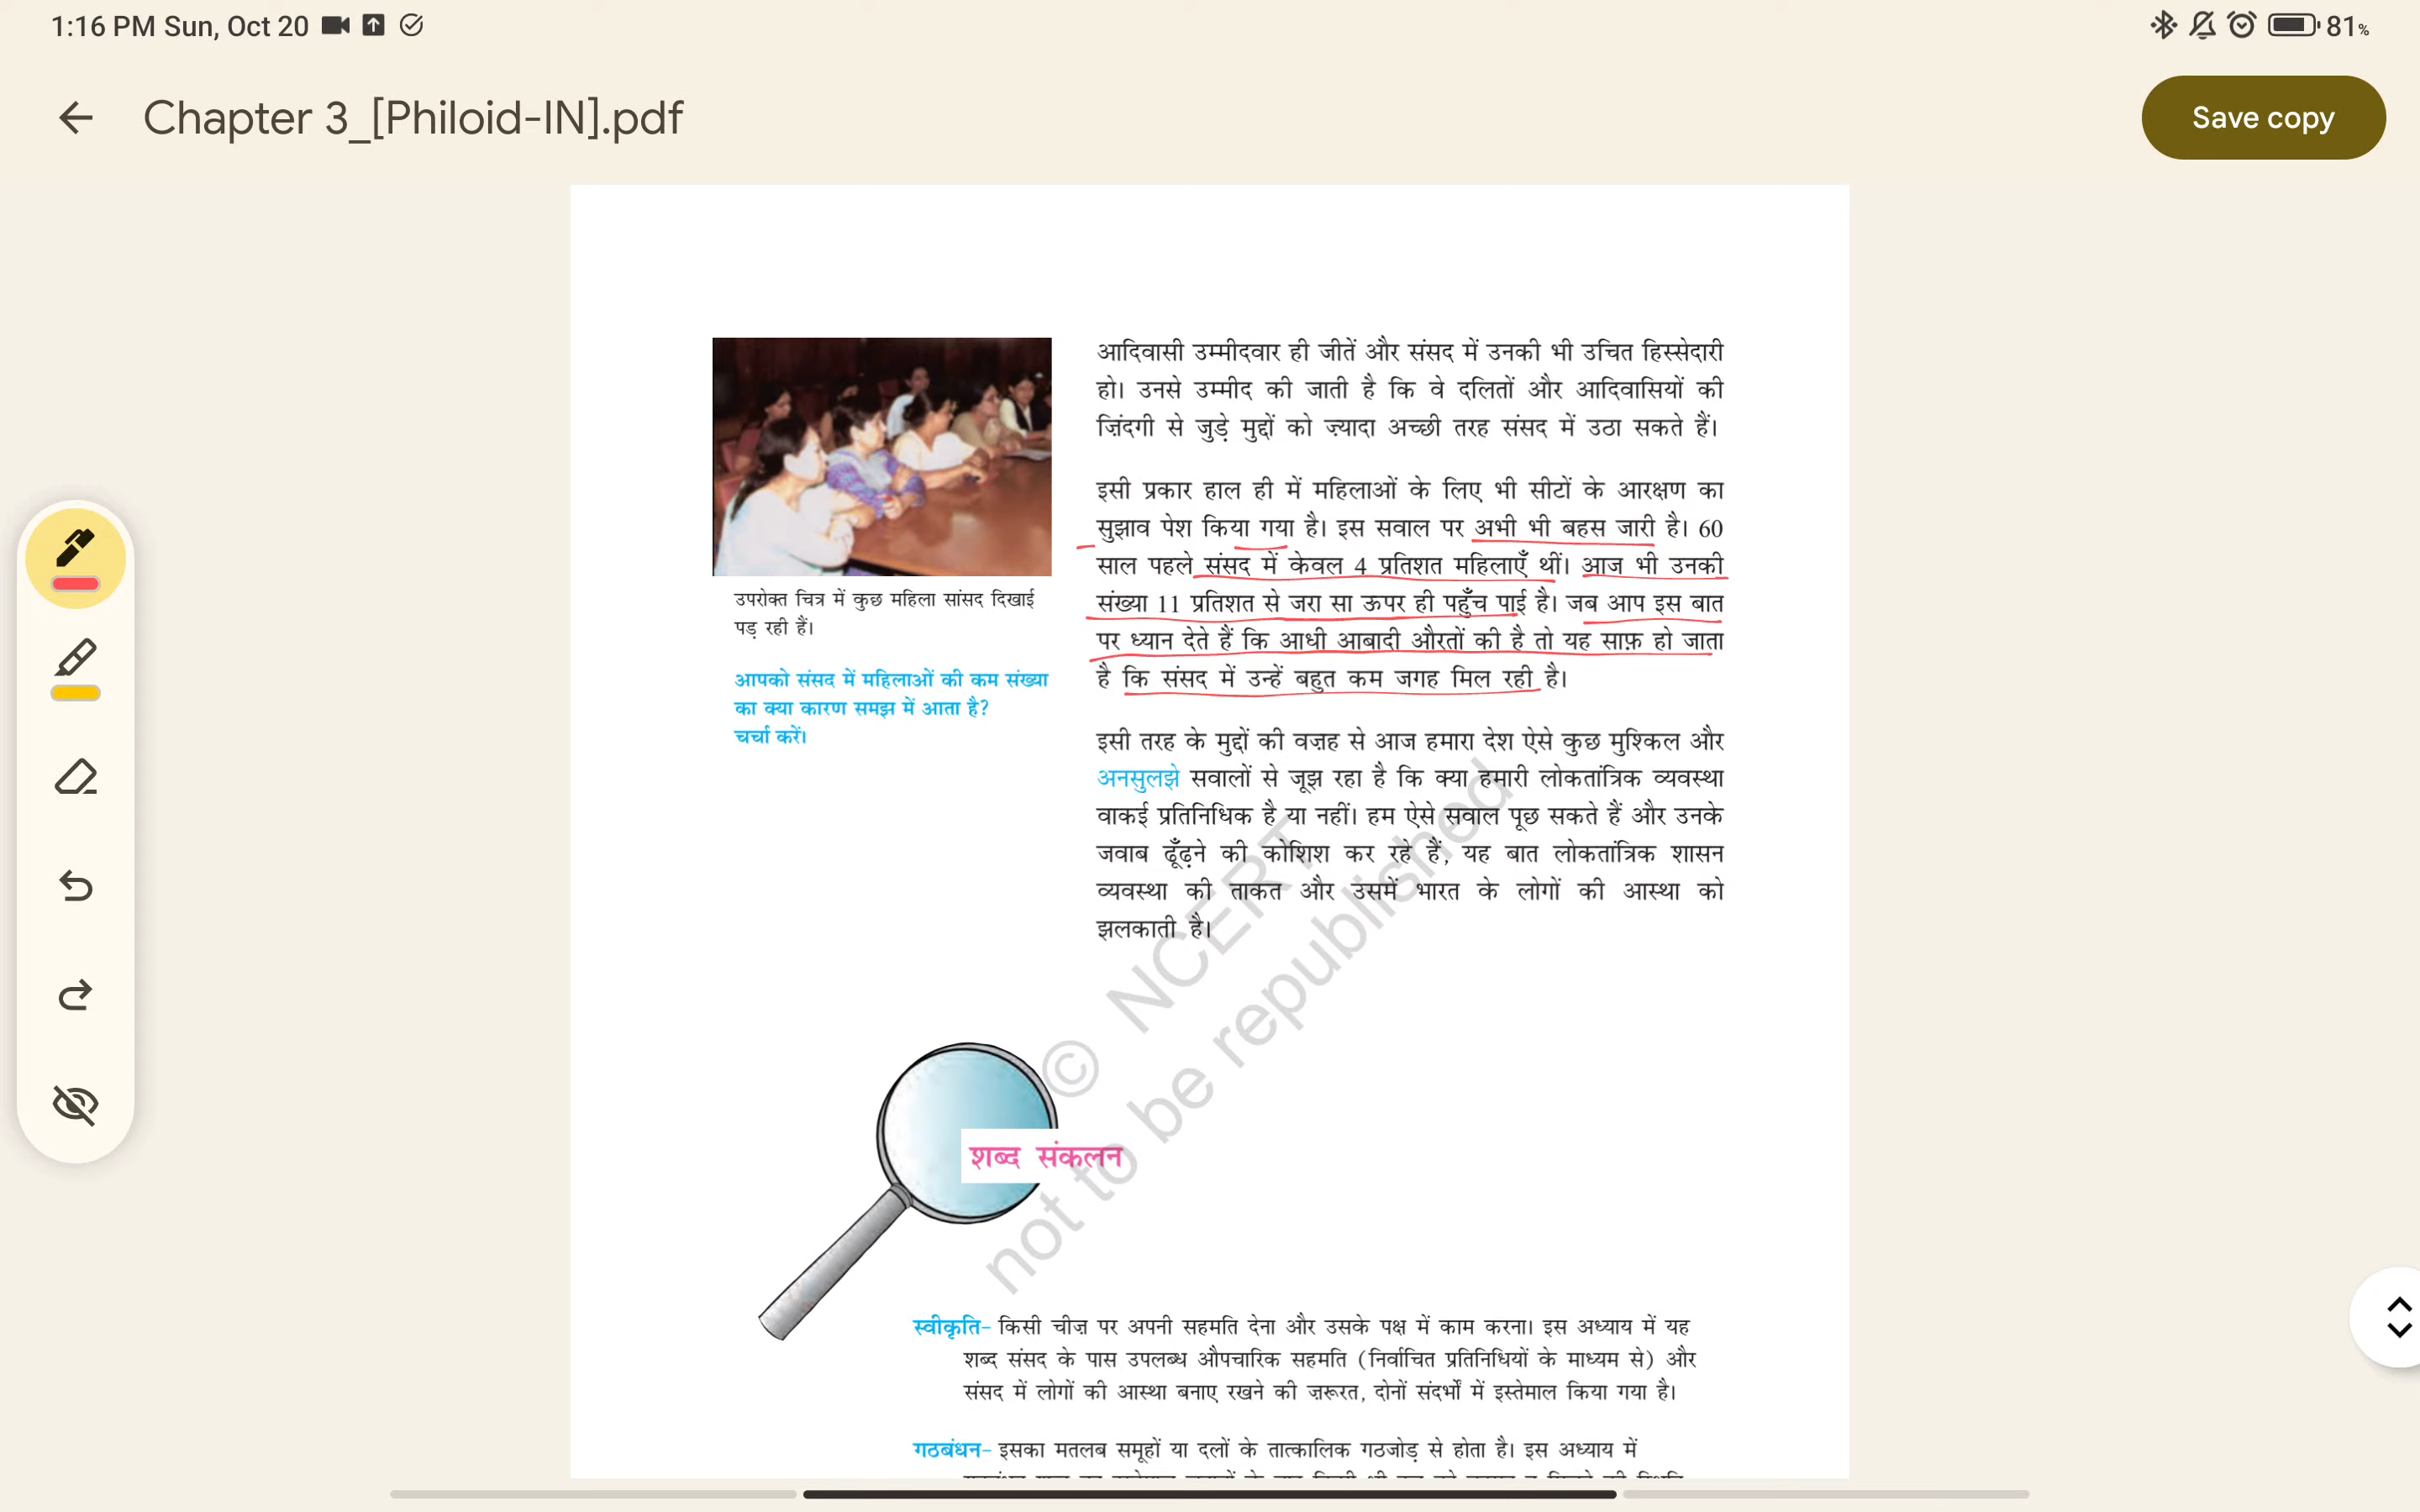 1:16 PM Sun, Oct 20
81%
Chapter 3_[Philoid-IN].pdf
Save copy
आदिवासी उम्मीदवार ही जीतें और संसद में उनकी भी उचित हिस्सेदारी
हो। उनसे उम्मीद की जाती है कि वे दलितों और आदिवासियों की
ज़िंदगी से जुड़े मुद्दों को ज़्यादा अच्छी तरह संसद में उठा सकते हैं।
इसी प्रकार हाल ही में महिलाओं के लिए भी सीटों के आरक्षण का
सुझाव पेश किया गया है। इस सवाल पर अभी भी बहस जारी है। 60
साल पहले संसद में केवल 4 प्रतिशत महिलाएँ थीं। आज भी उनकी
संख्या 11 प्रतिशत से जरा सा ऊपर ही पहुँच पाई है। जब आप इस बात
पर ध्यान देते हैं कि आधी आबादी औरतों की है तो यह साफ़ हो जाता
है कि संसद में उन्हें बहुत कम जगह मिल रही है।
उपरोक्त चित्र में कुछ महिला सांसद दिखाई
पड़ रही हैं।
आपको संसद में महिलाओं की कम संख्या
का क्या कारण समझ में आता है?
चर्चा करें।
इसी तरह के मुद्दों की वज़ह से आज हमारा देश ऐसे कुछ मुश्किल और
अनसुलझे सवालों से जूझ रहा है कि क्या हमारी लोकतांत्रिक व्यवस्था
वाकई प्रतिनिधिक है या नहीं। हम ऐसे सवाल पूछ सकते हैं और उनके
जवाब ढूँढ़ने की कोशिश कर रहे हैं, यह बात लोकतांत्रिक शासन
व्यवस्था की ताकत और उसमें भारत के लोगों की आस्था को
झलकाती है।
© NCERT
not to be republished
शब्द संकलन
स्वीकृति– किसी चीज़ पर अपनी सहमति देना और उसके पक्ष में काम करना। इस अध्याय में यह
शब्द संसद के पास उपलब्ध औपचारिक सहमति (निर्वाचित प्रतिनिधियों के माध्यम से) और
संसद में लोगों की आस्था बनाए रखने की ज़रूरत, दोनों संदर्भों में इस्तेमाल किया गया है।
गठबंधन– इसका मतलब समूहों या दलों के तात्कालिक गठजोड़ से होता है। इस अध्याय में